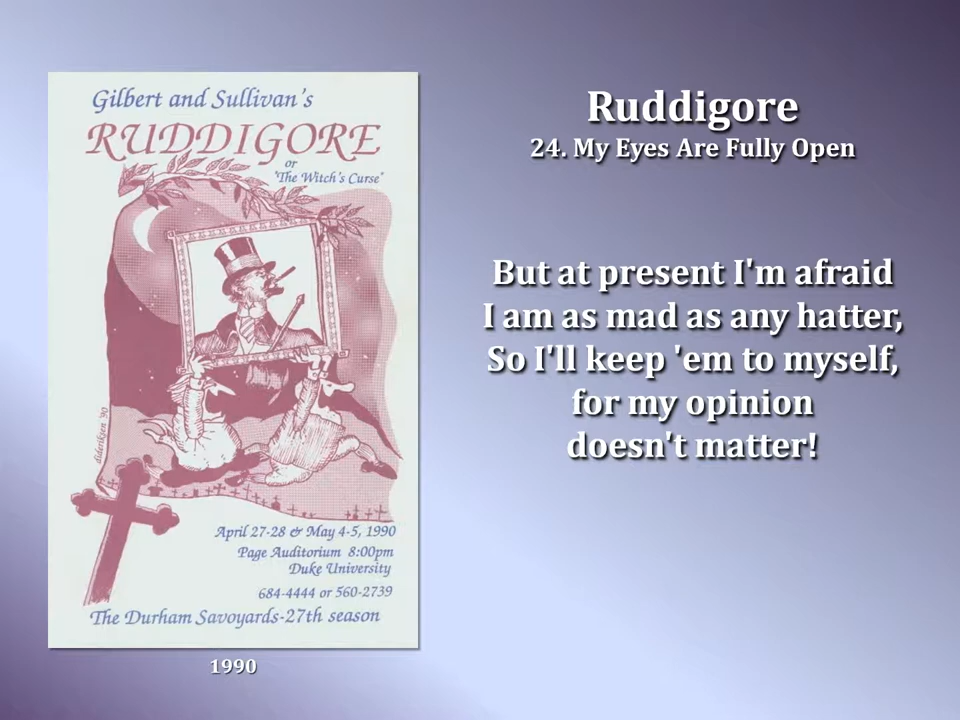 Gilbert and Sullivan's
RUDDIGORE
or
"The Witch's Curse"
dideriksen '90
April 27-28 & May 4-5, 1990
Page Auditorium 8:00pm
Duke University
684-4444 or 560-2739
The Durham Savoyards-27th season
1990
Ruddigore
24. My Eyes Are Fully Open
But at present I'm afraid
I am as mad as any hatter,
So I'll keep 'em to myself,
for my opinion
doesn't matter!